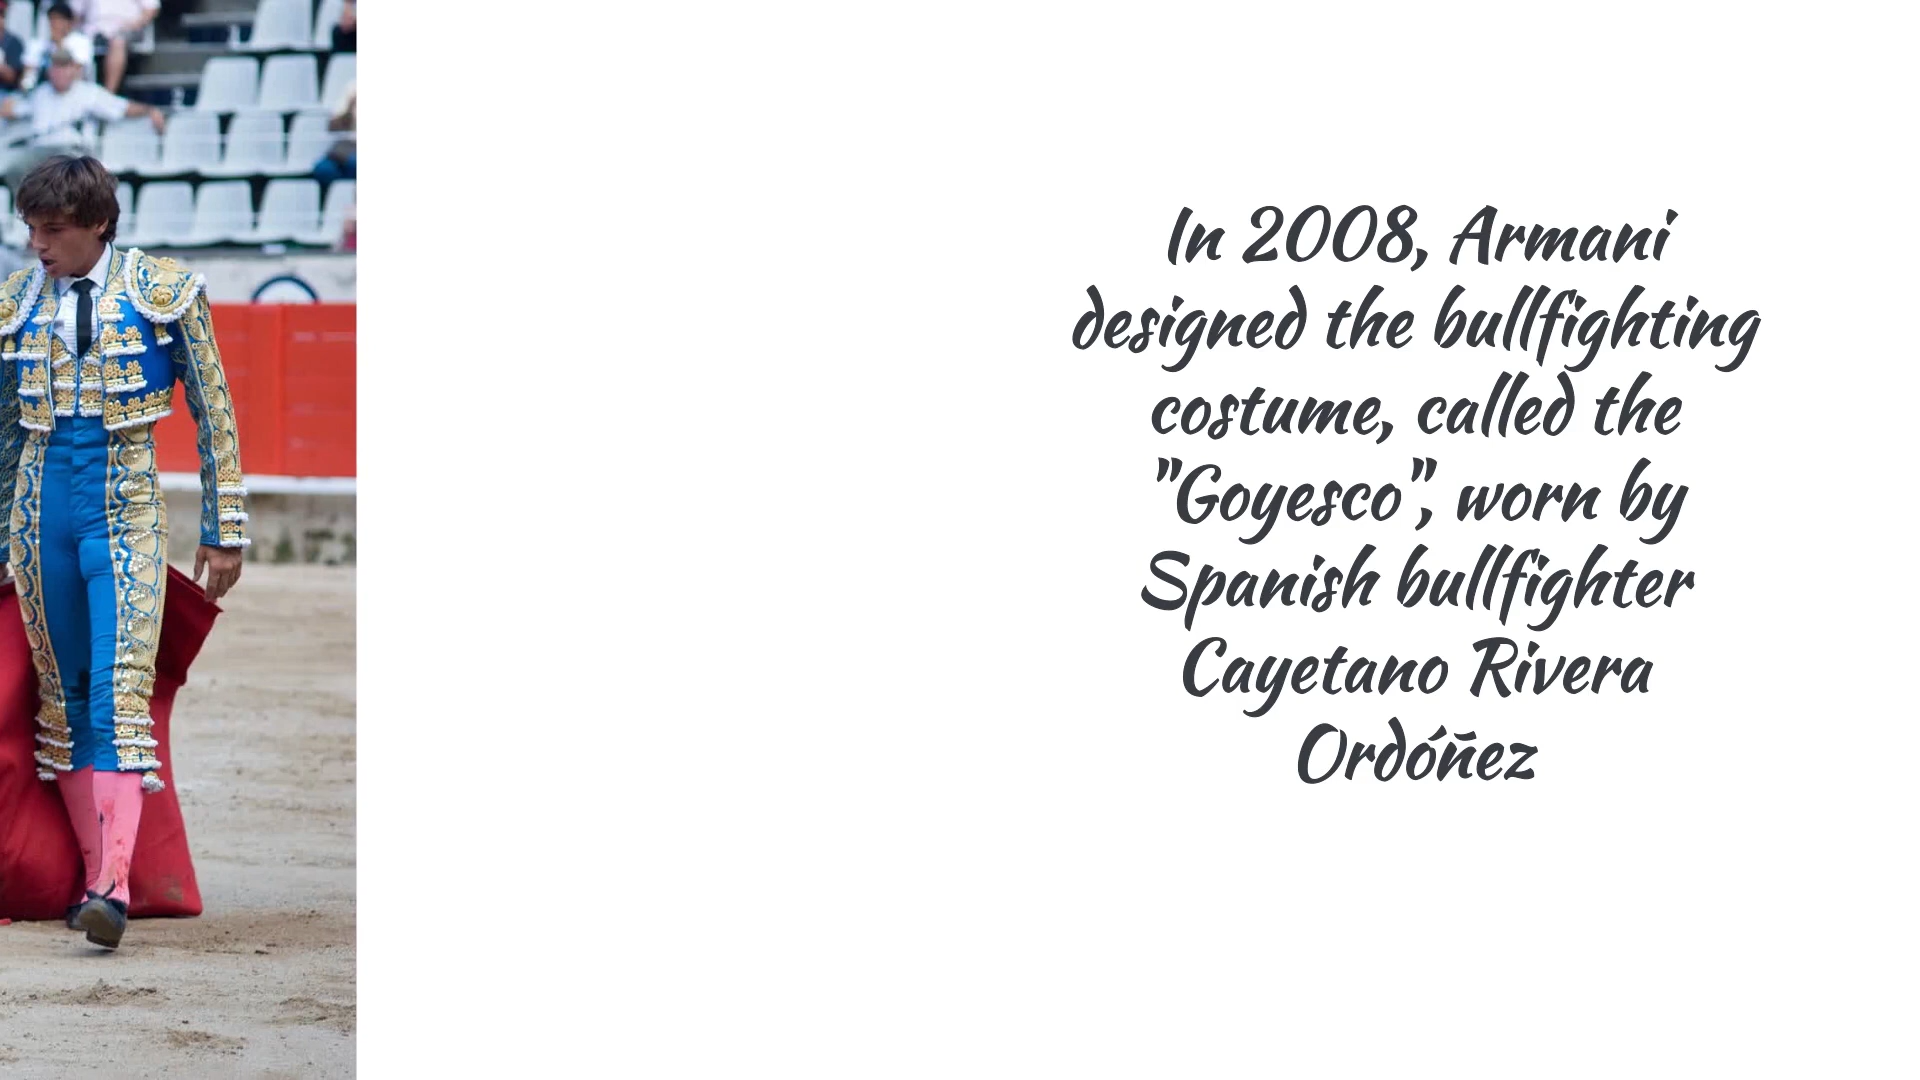 In 2008, Armani
designed the bullfighting
costume, called the
"Goyesco", worn by
Spanish bullfighter
Cayetano Rivera
Ordóñez